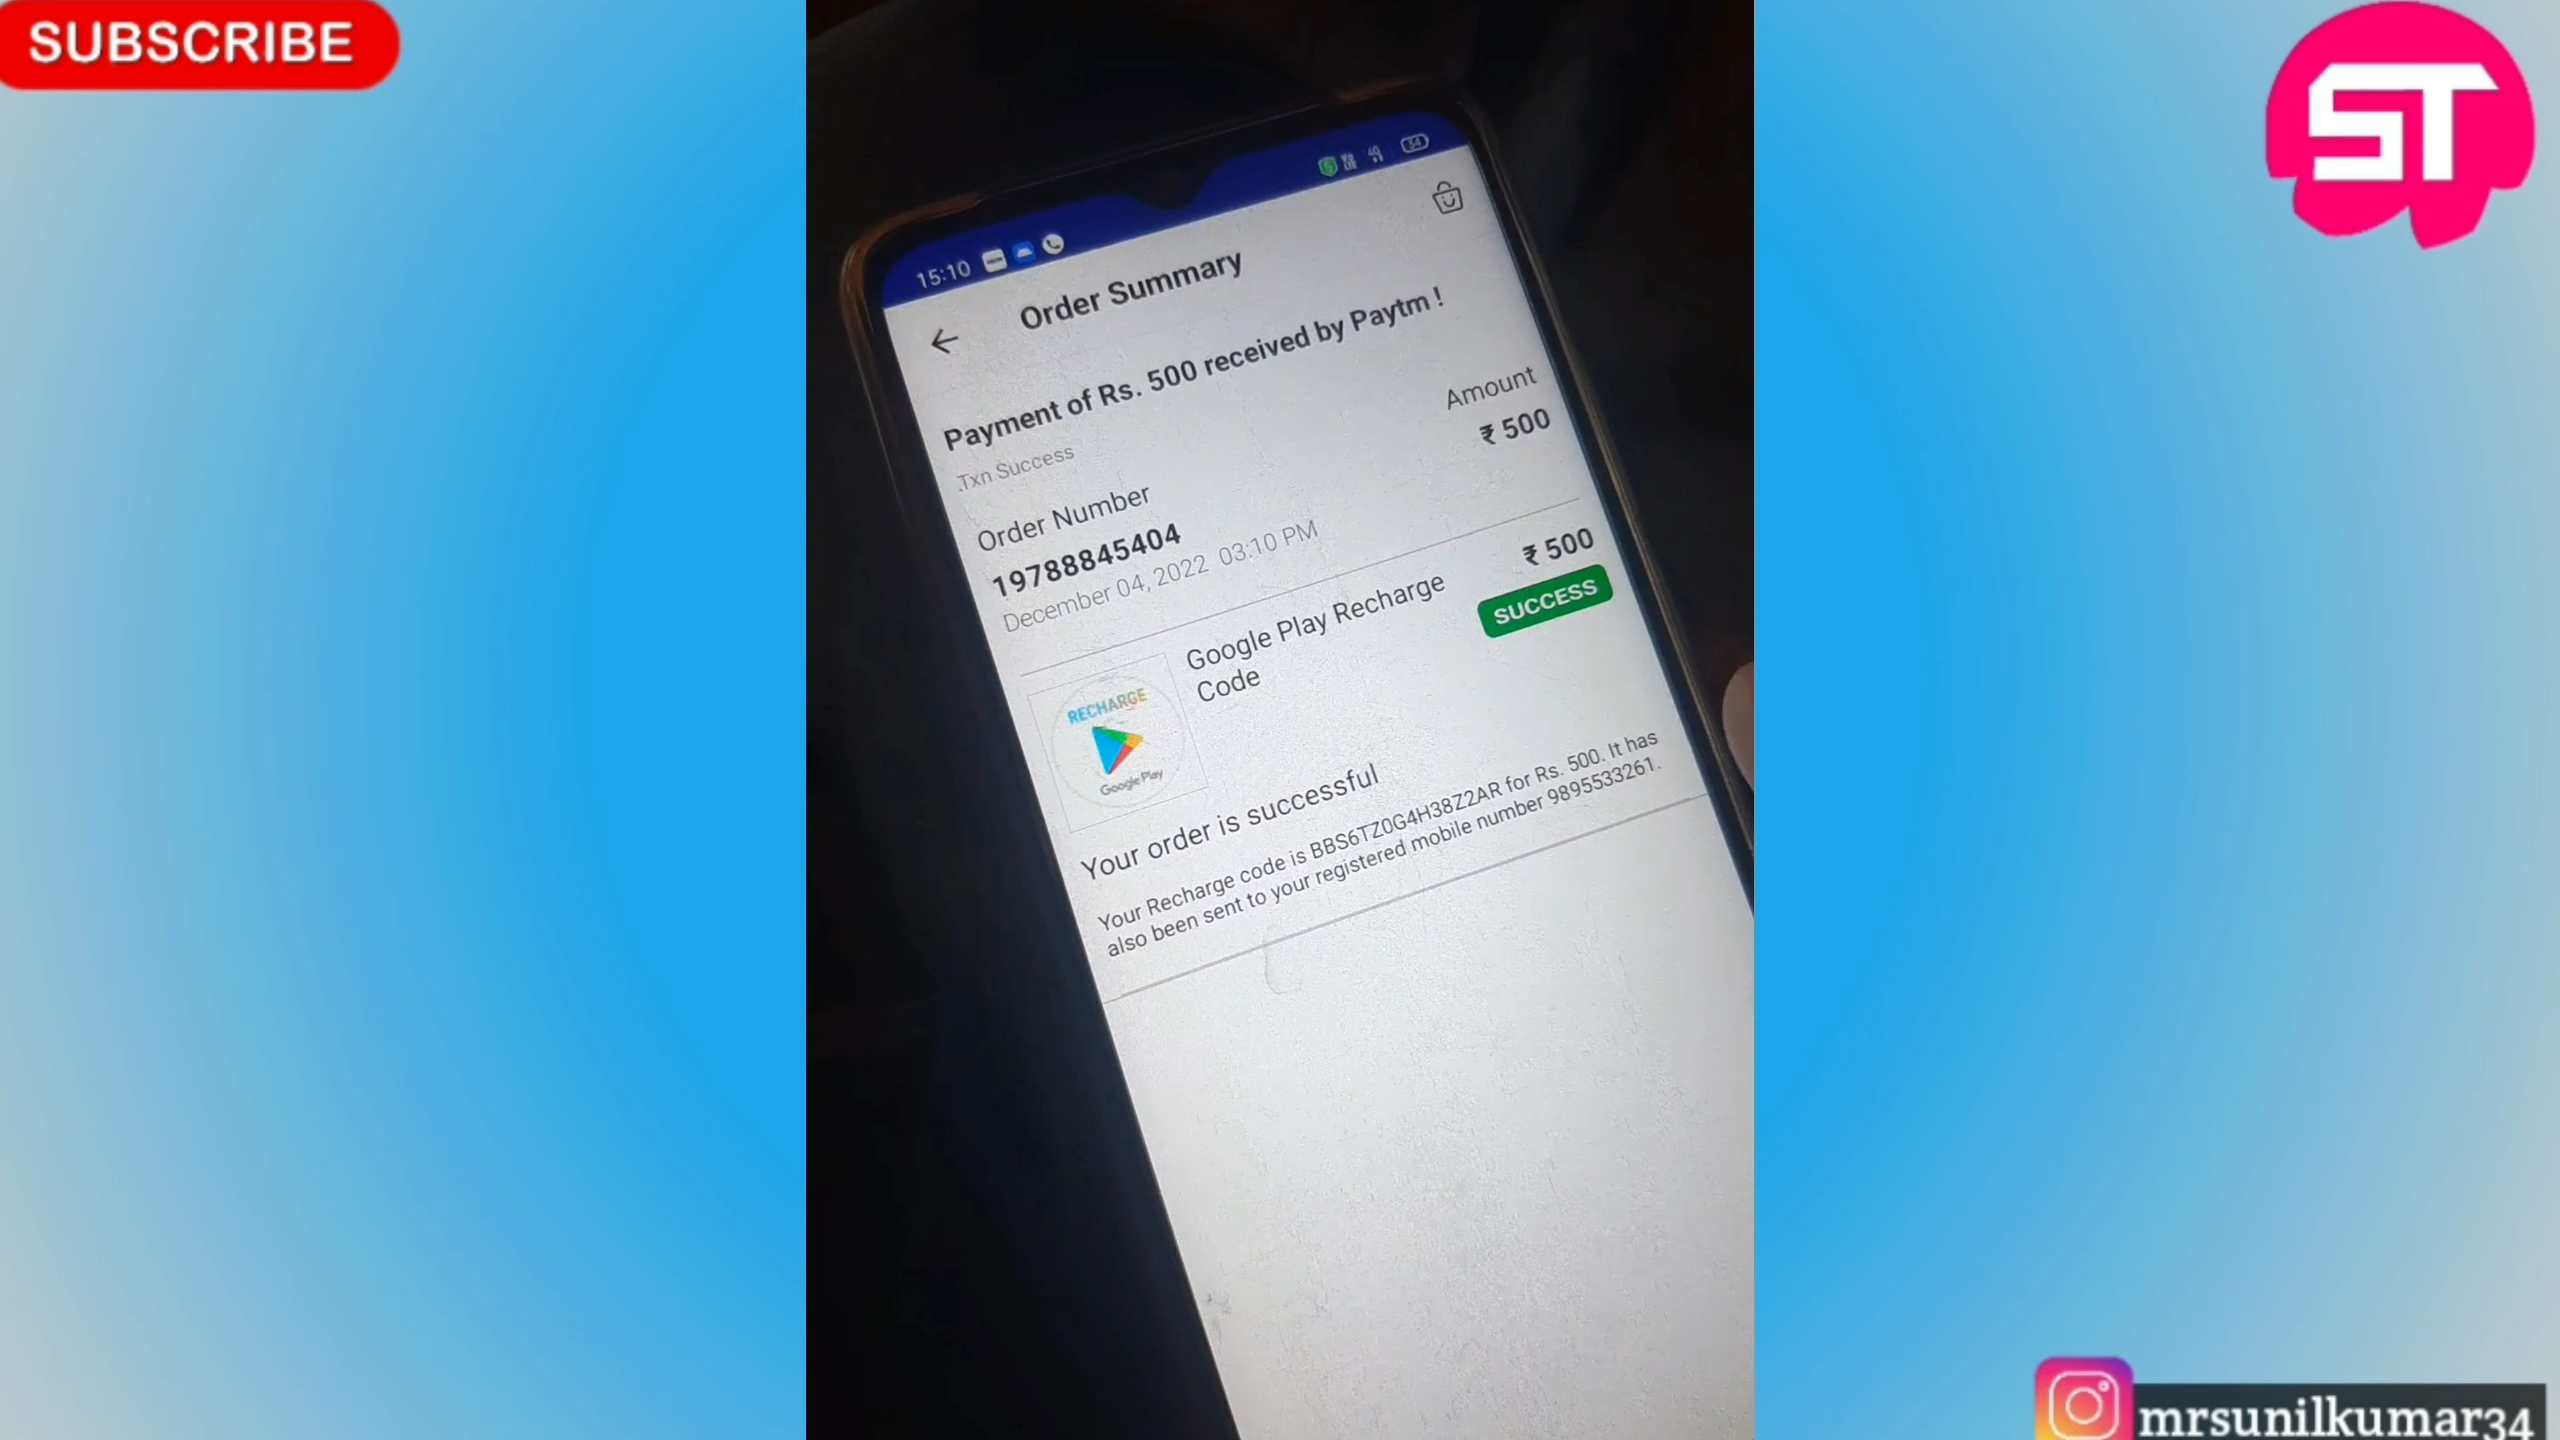 SUBSCRIBE
ST
15:10
34
Order Summary
Payment of Rs. 500 received by Paytm !
Txn Success
Amount
₹ 500
Order Number
19788845404
December 04, 2022 03:10 PM
₹ 500
Google Play Recharge
Code
SUCCESS
RECHARGE
Google Play
Your order is successful
Your Recharge code is BBS6TZ0G4H38Z2AR for Rs. 500. It has
also been sent to your registered mobile number 9895533261.
mrsunilkumar34